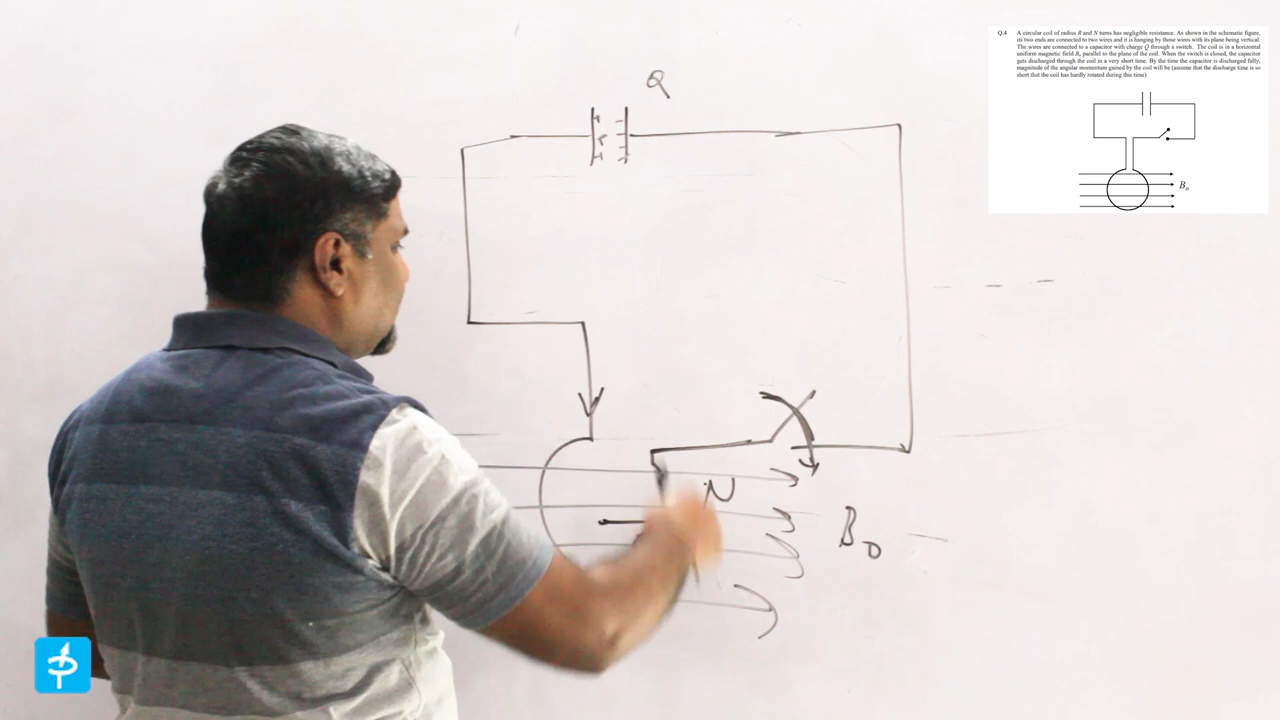 Q.4 A circular coil of radius R and N turns has negligible resistance. As shown in the schematic figure,
its two ends are connected to two wires and it is hanging by those wires with its plane being vertical.
The wires are connected to a capacitor with charge Q through a switch. The coil is in a horizontal
uniform magnetic field Bₒ parallel to the plane of the coil. When the switch is closed, the capacitor
gets discharged through the coil in a very short time. By the time the capacitor is discharged fully,
magnitude of the angular momentum gained by the coil will be (assume that the discharge time is so
short that the coil has hardly rotated during this time)
Bₒ
Q
N
B₀